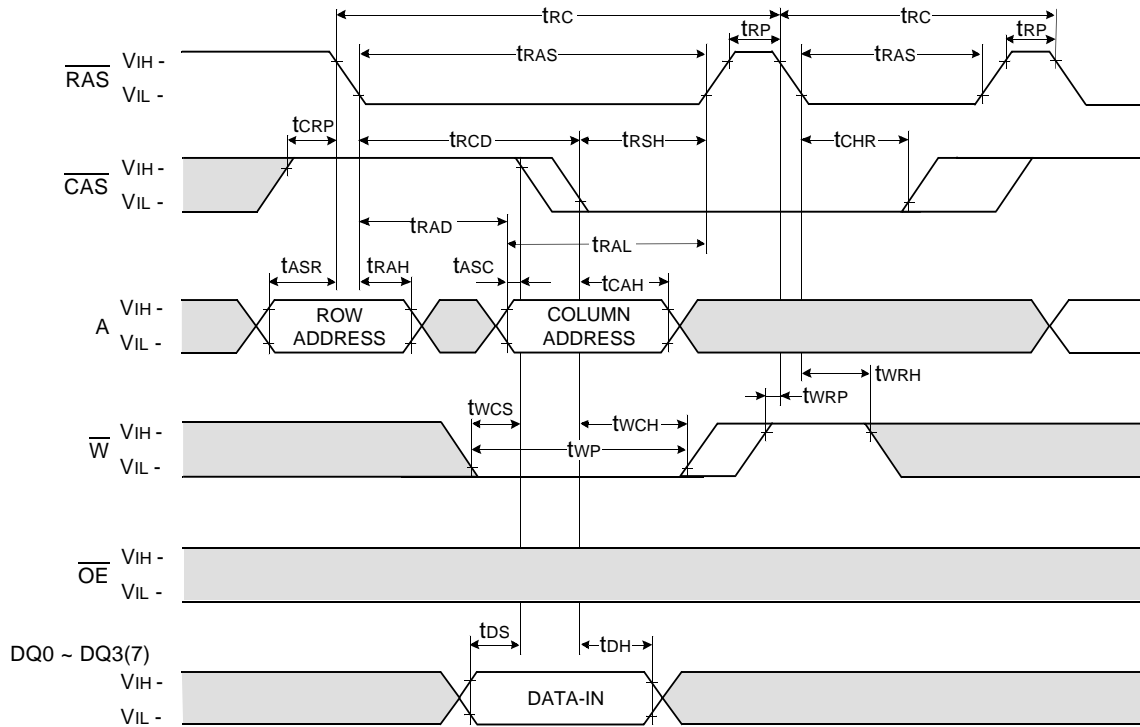 tRC tRC
tRP tRP
tRAS tRAS
RAS VIH -
VIL -
tCRP tRCD tRSH tCHR
CAS VIH -
VIL -
tRAD tRAL
tASR tRAH tASC tCAH
A VIH -
VIL -
ROW
ADDRESS
COLUMN
ADDRESS
tWRH
tWRP
tWCS tWCH
tWP
W VIH -
VIL -
OE VIH -
VIL -
tDS tDH
DQ0 ~ DQ3(7)
VIH -
VIL -
DATA-IN